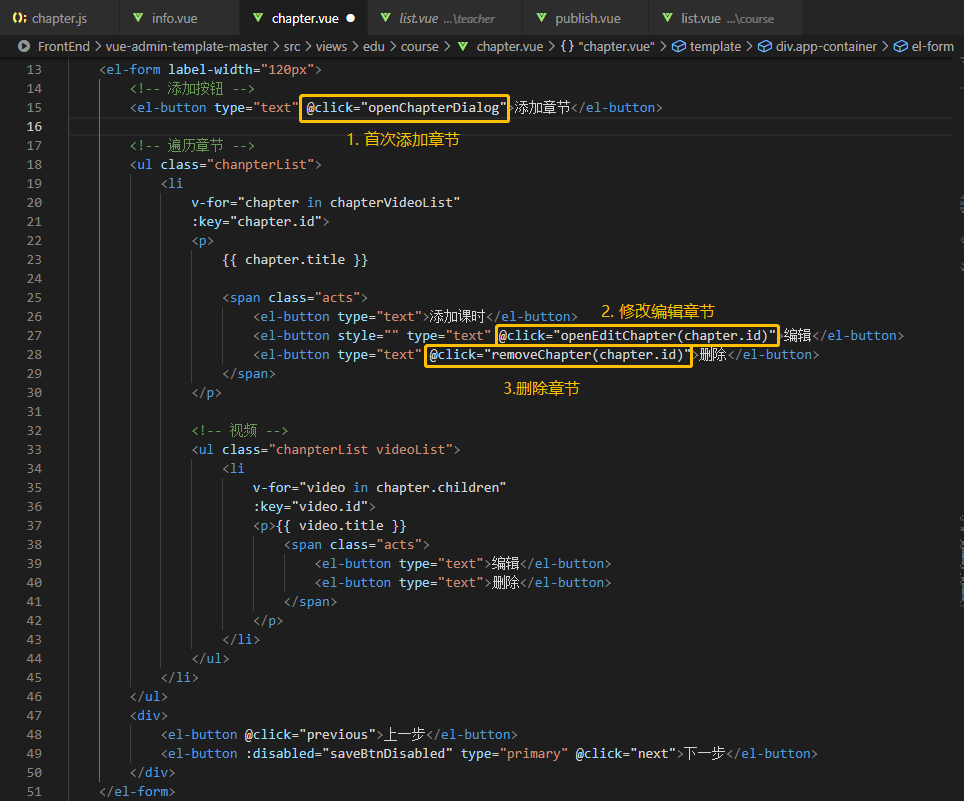 chapter.js info.vue chapter.vue list.vue ...\teacher publish.vue list.vue ...\course
FrontEnd > vue-admin-template-master > src > views > edu > course > chapter.vue > {} "chapter.vue" > template > div.app-container > el-form
13 <el-form label-width="120px">
14 <!-- 添加按钮 -->
15 <el-button type="text" @click="openChapterDialog">添加章节</el-button>
16 1. 首次添加章节
17 <!-- 遍历章节 -->
18 <ul class="chanpterList">
19 <li
20 v-for="chapter in chapterVideoList"
21 :key="chapter.id">
22 <p>
23 {{ chapter.title }}
24
25 <span class="acts">
26 <el-button type="text">添加课时</el-button> 2. 修改编辑章节
27 <el-button style="" type="text" @click="openEditChapter(chapter.id)">编辑</el-button>
28 <el-button type="text" @click="removeChapter(chapter.id)">删除</el-button>
29 </span>
30 </p> 3.删除章节
31
32 <!-- 视频 -->
33 <ul class="chanpterList videoList">
34 <li
35 v-for="video in chapter.children"
36 :key="video.id">
37 <p>{{ video.title }}
38 <span class="acts">
39 <el-button type="text">编辑</el-button>
40 <el-button type="text">删除</el-button>
41 </span>
42 </p>
43 </li>
44 </ul>
45 </li>
46 </ul>
47 <div>
48 <el-button @click="previous">上一步</el-button>
49 <el-button :disabled="saveBtnDisabled" type="primary" @click="next">下一步</el-button>
50 </div>
51 </el-form>